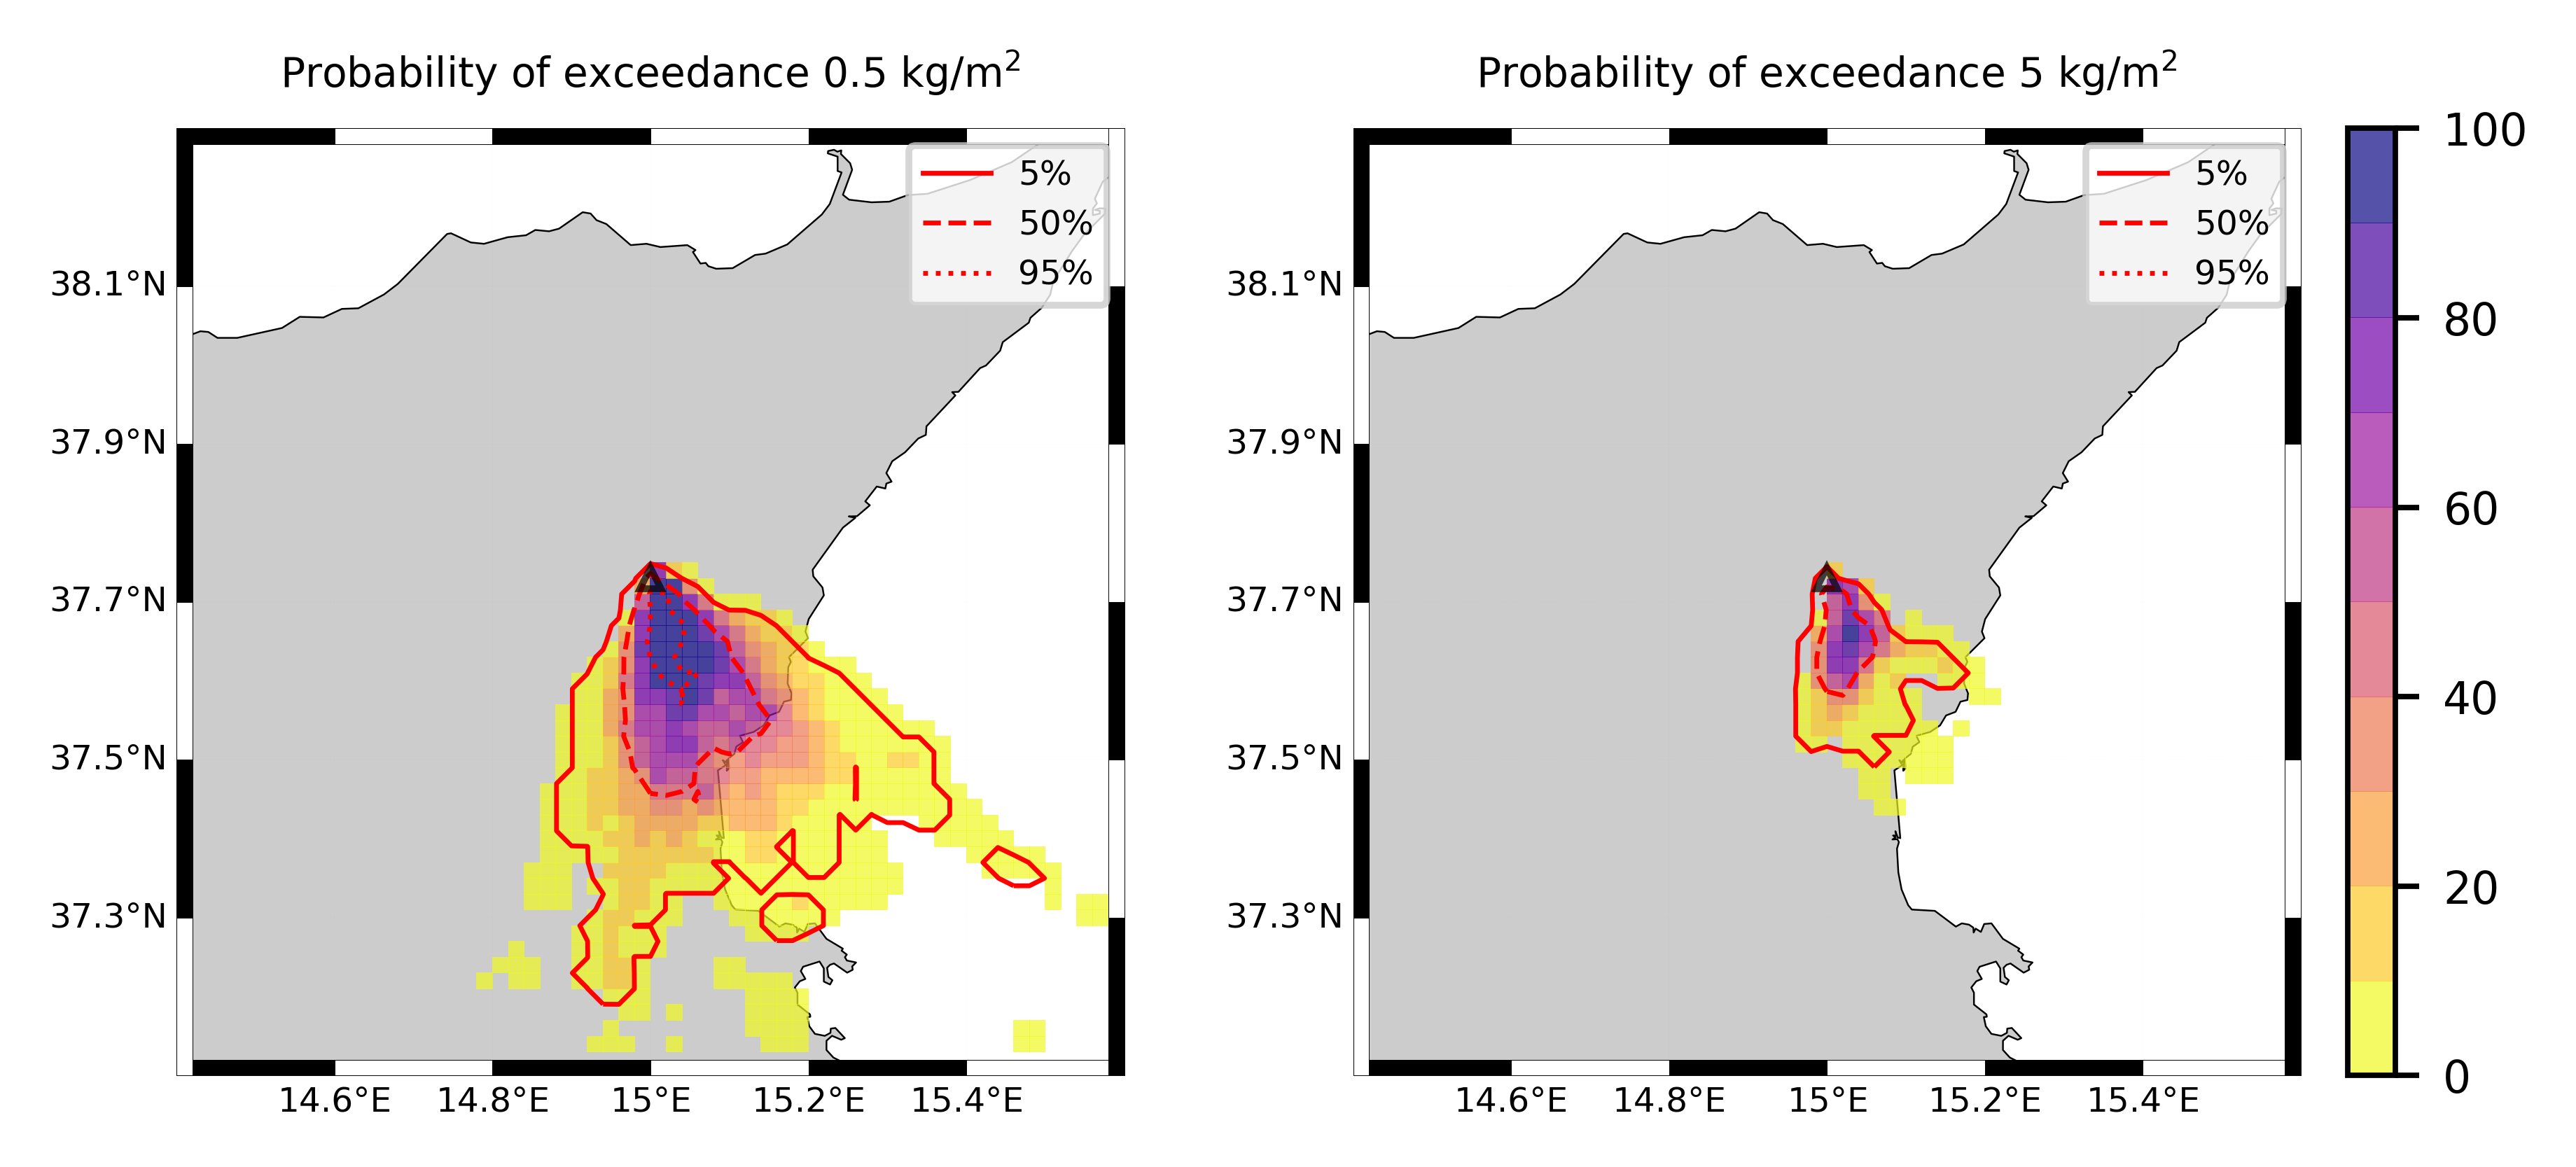 Probability of exceedance 0.5 kg/m²
5%
50%
95%
38.1°N
37.9°N
37.7°N
37.5°N
37.3°N
14.6°E 14.8°E 15°E 15.2°E 15.4°E
Probability of exceedance 5 kg/m²
5%
50%
95%
38.1°N
37.9°N
37.7°N
37.5°N
37.3°N
14.6°E 14.8°E 15°E 15.2°E 15.4°E
100
80
60
40
20
0